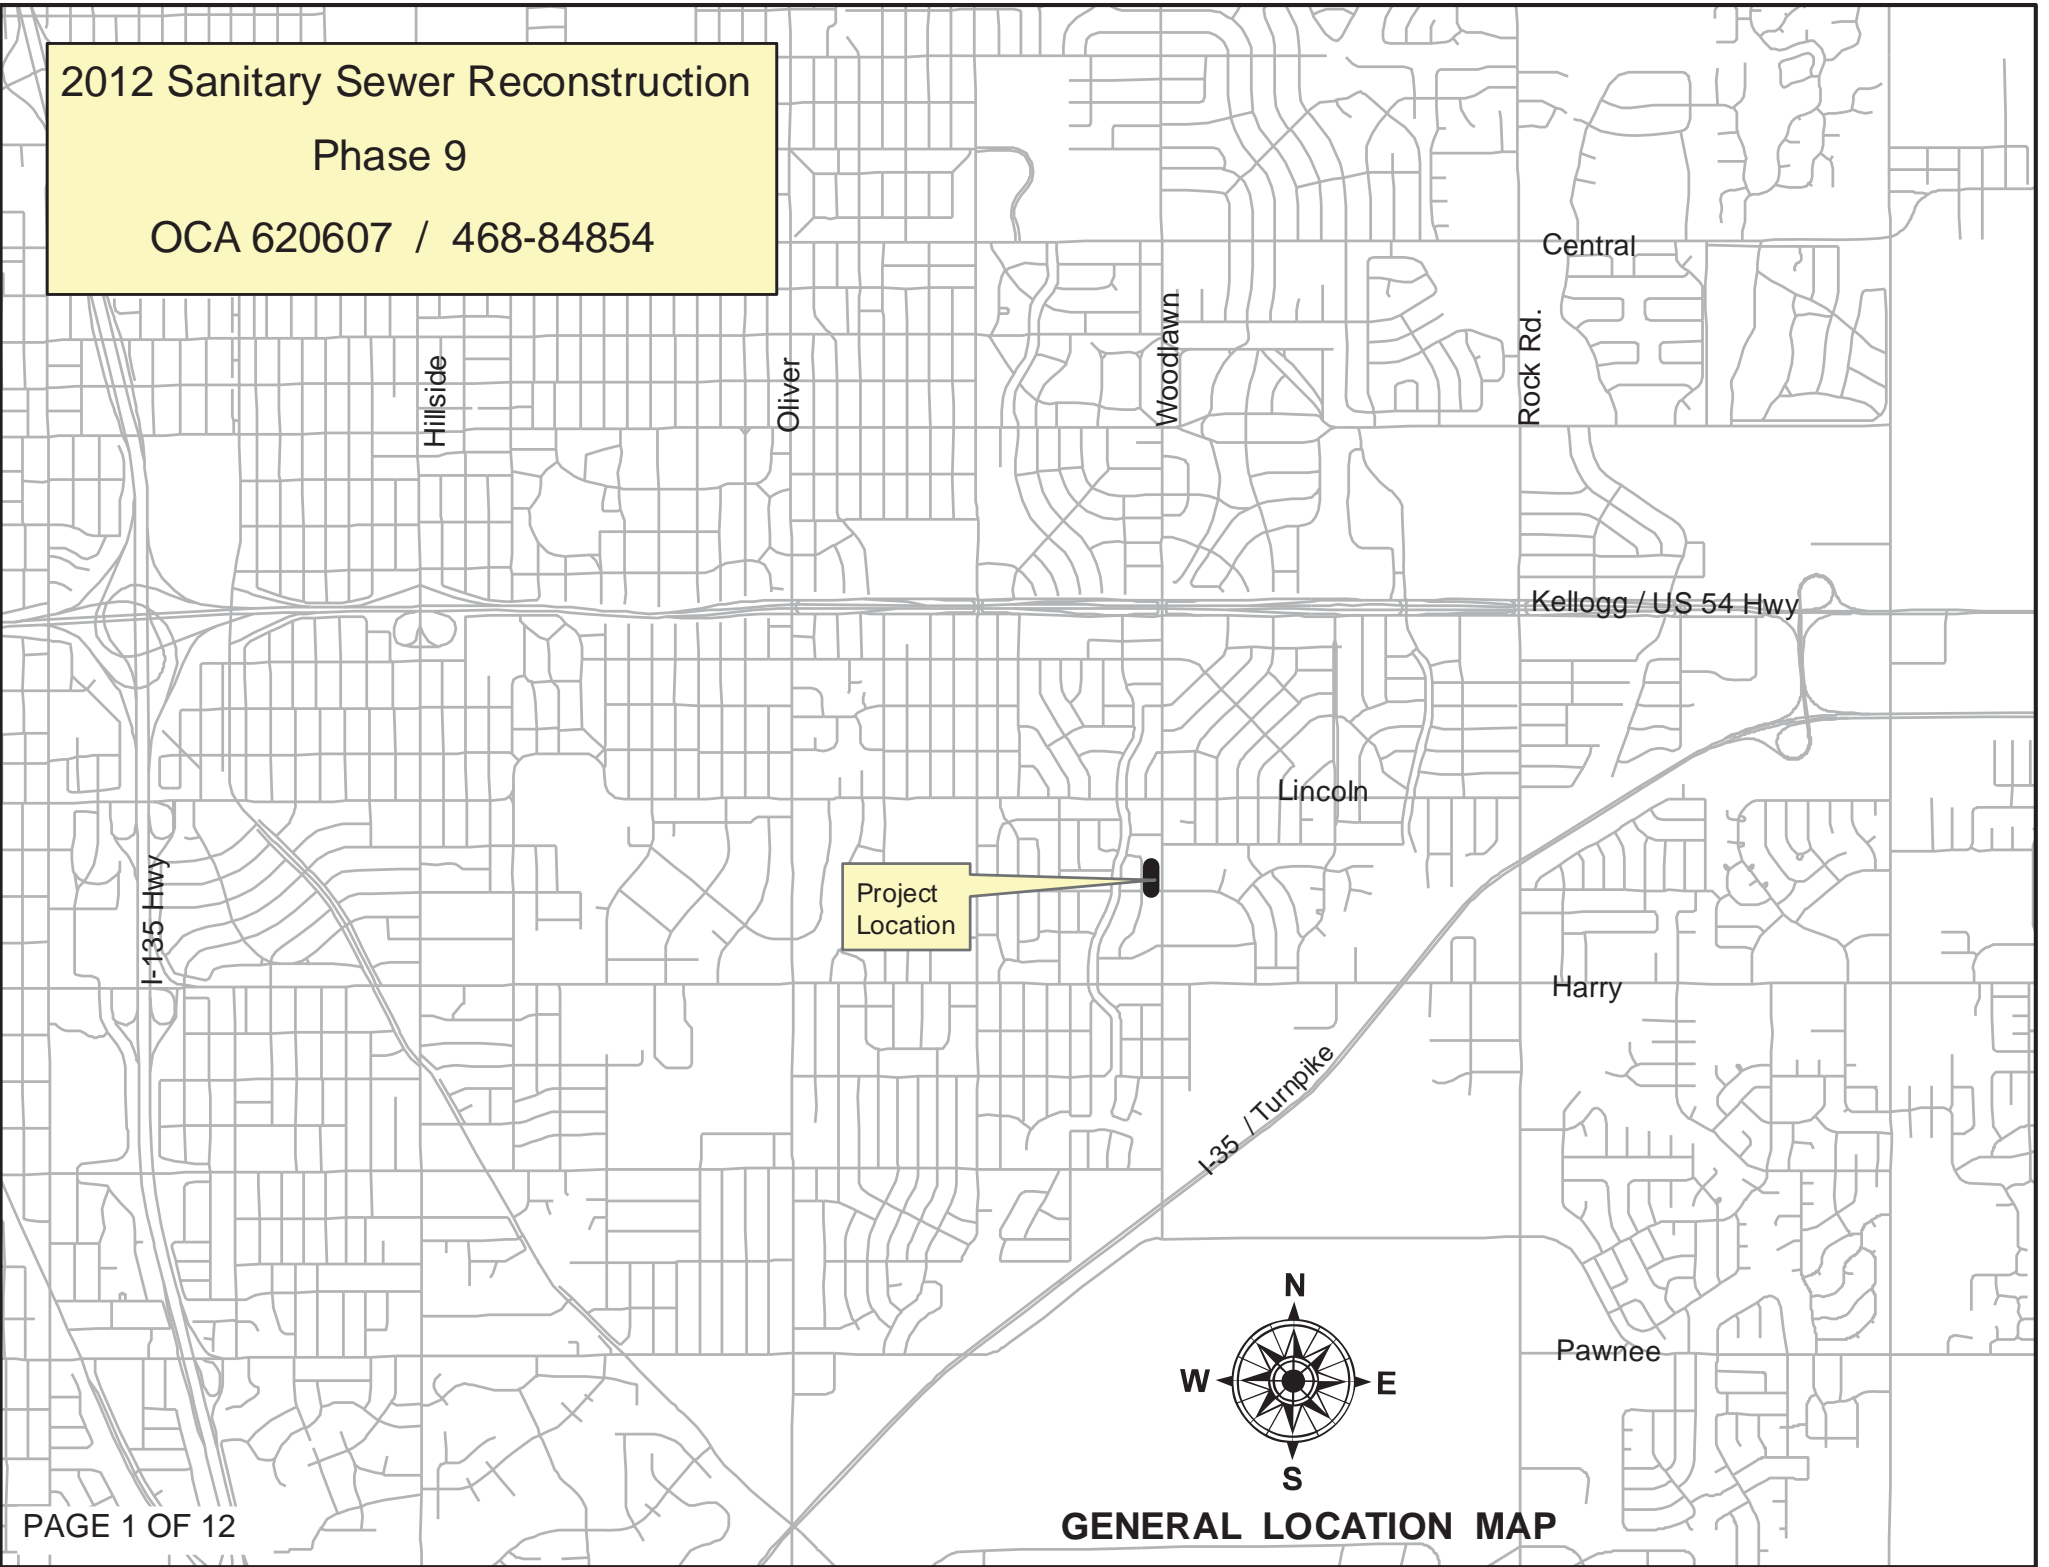 2012 Sanitary Sewer Reconstruction
Phase 9
OCA 620607 / 468-84854
Central
Hillside
Oliver
Woodlawn
Rock Rd.
Kellogg / US 54 Hwy
Lincoln
I-135 Hwy
Project
Location
Harry
I-35 / Turnpike
N
W
E
S
Pawnee
PAGE 1 OF 12
GENERAL LOCATION MAP